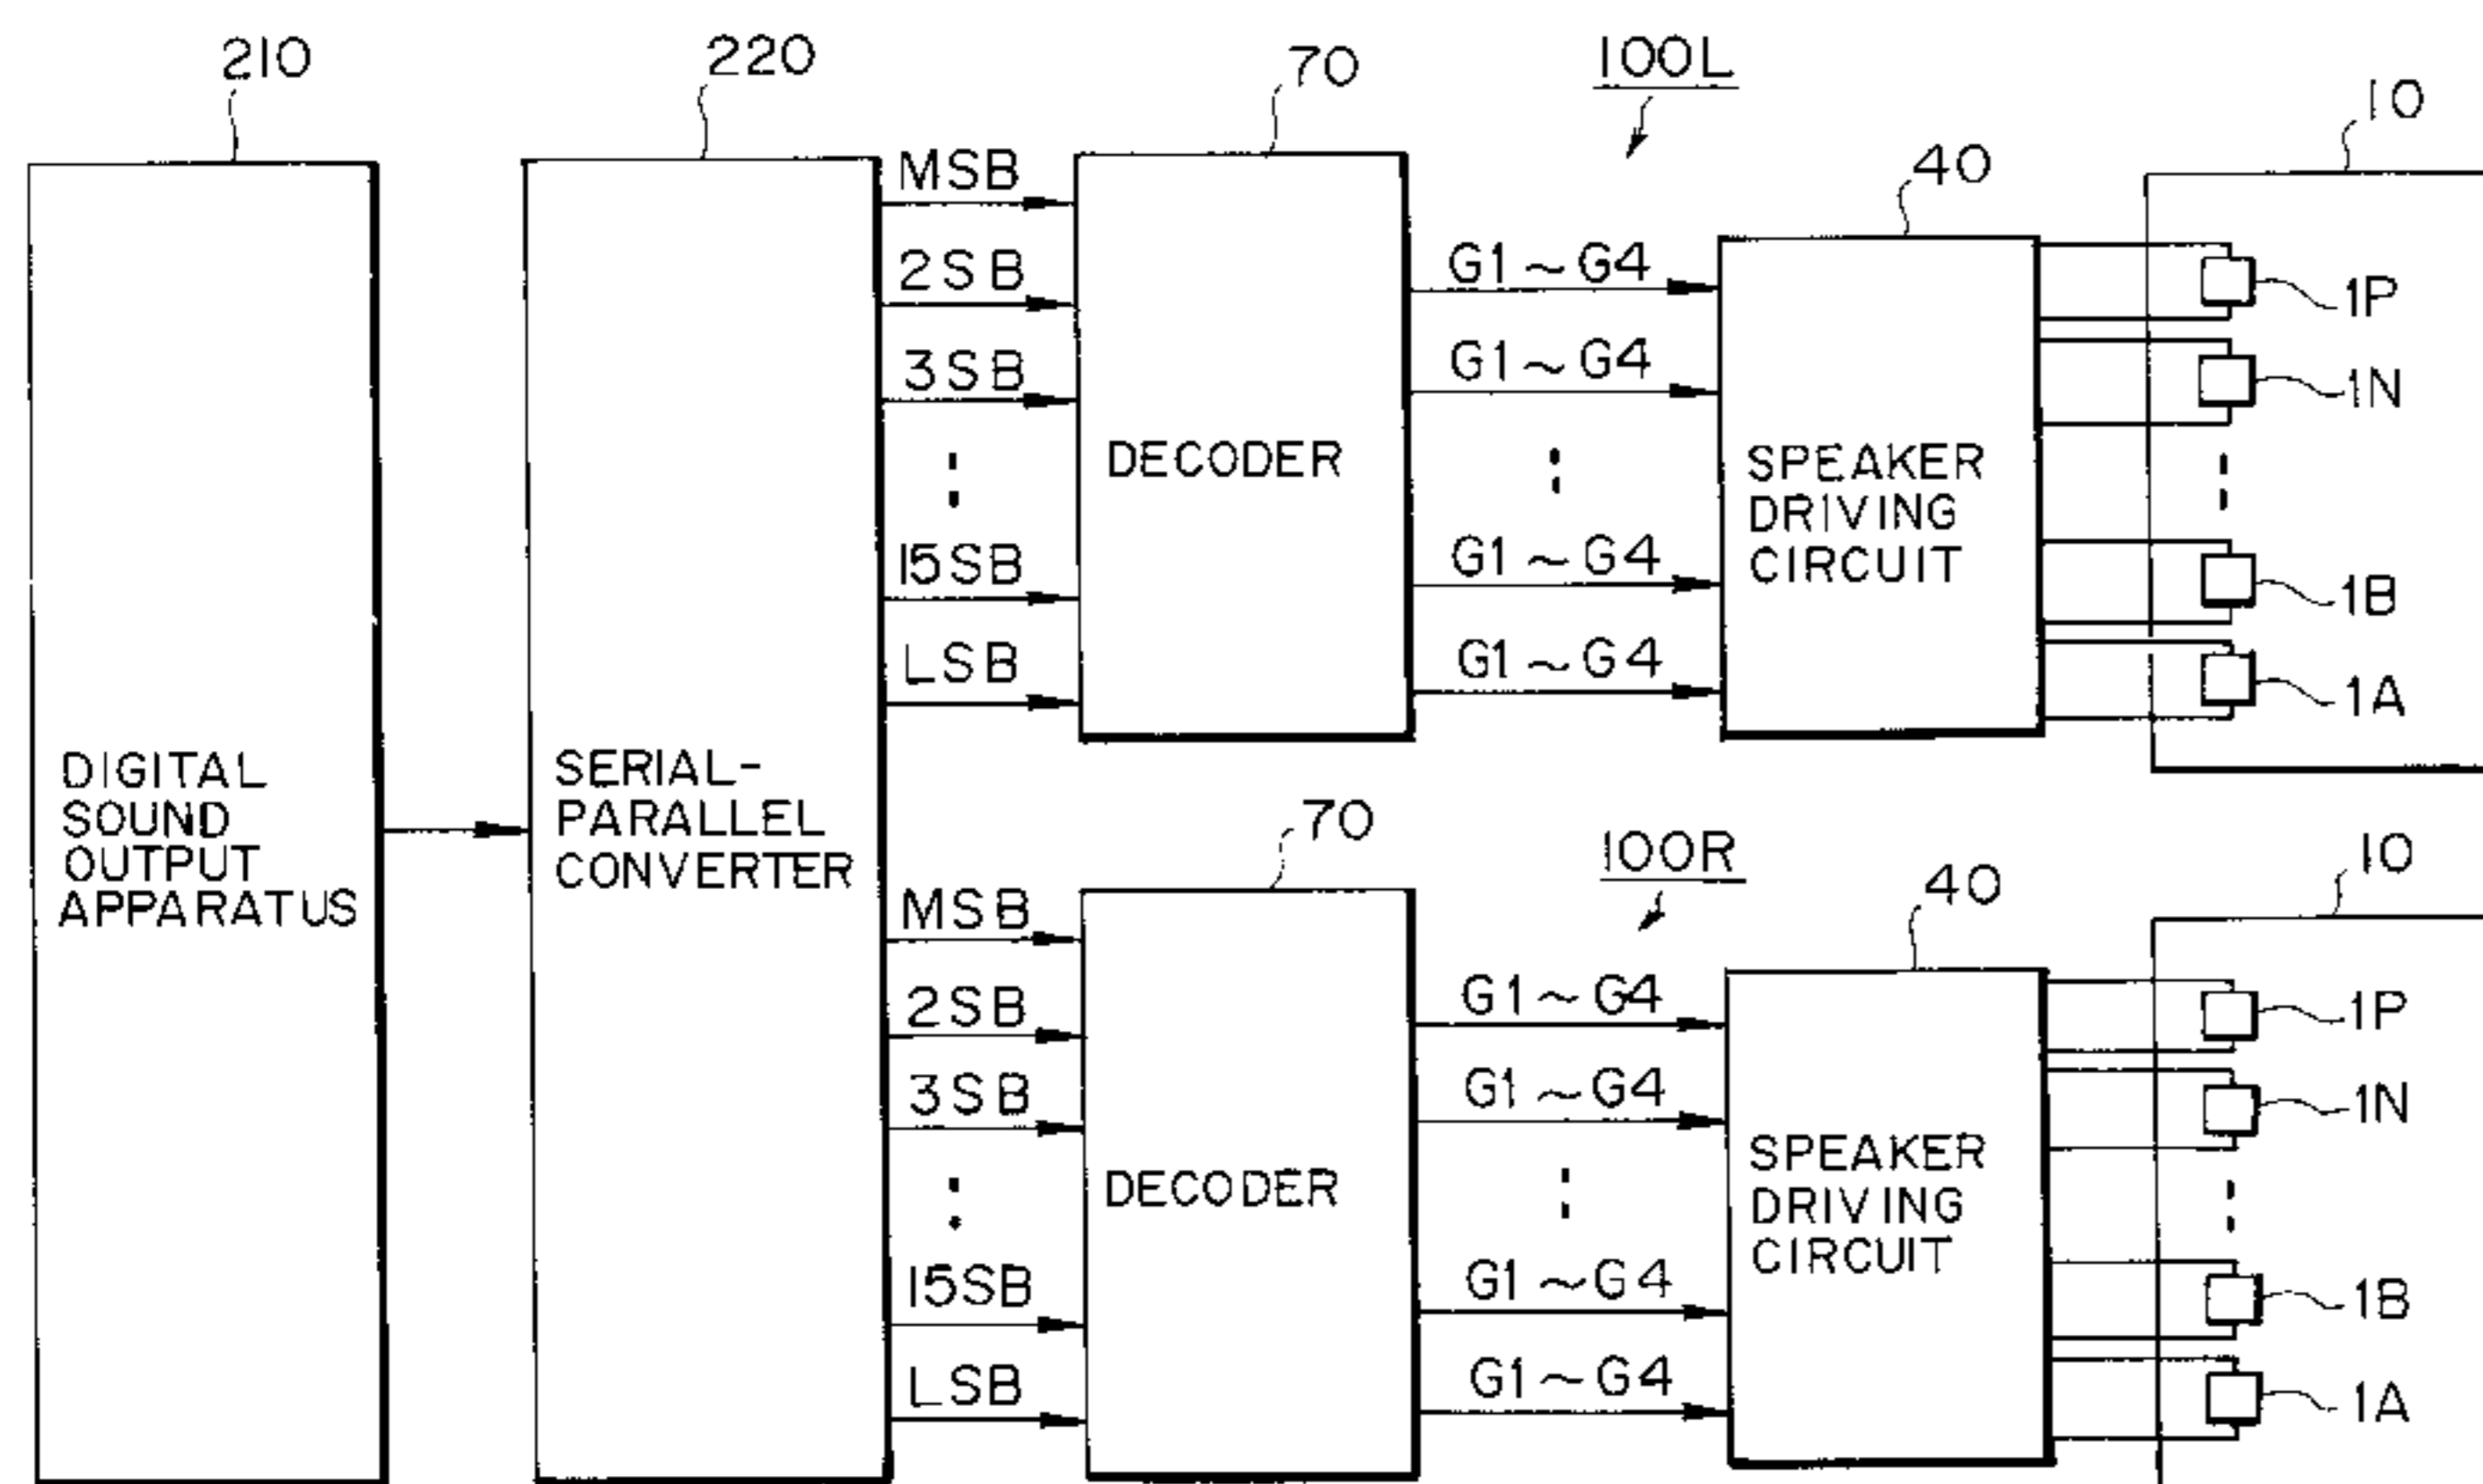 210
220
70
100L
10
40
MSB
2SB
3SB
15SB
LSB
DECODER
G1~G4
G1~G4
G1~G4
G1~G4
SPEAKER
DRIVING
CIRCUIT
1P
1N
1B
1A
DIGITAL
SOUND
OUTPUT
APPARATUS
SERIAL-
PARALLEL
CONVERTER
70
100R
10
40
MSB
2SB
3SB
15SB
LSB
DECODER
G1~G4
G1~G4
G1~G4
G1~G4
SPEAKER
DRIVING
CIRCUIT
1P
1N
1B
1A